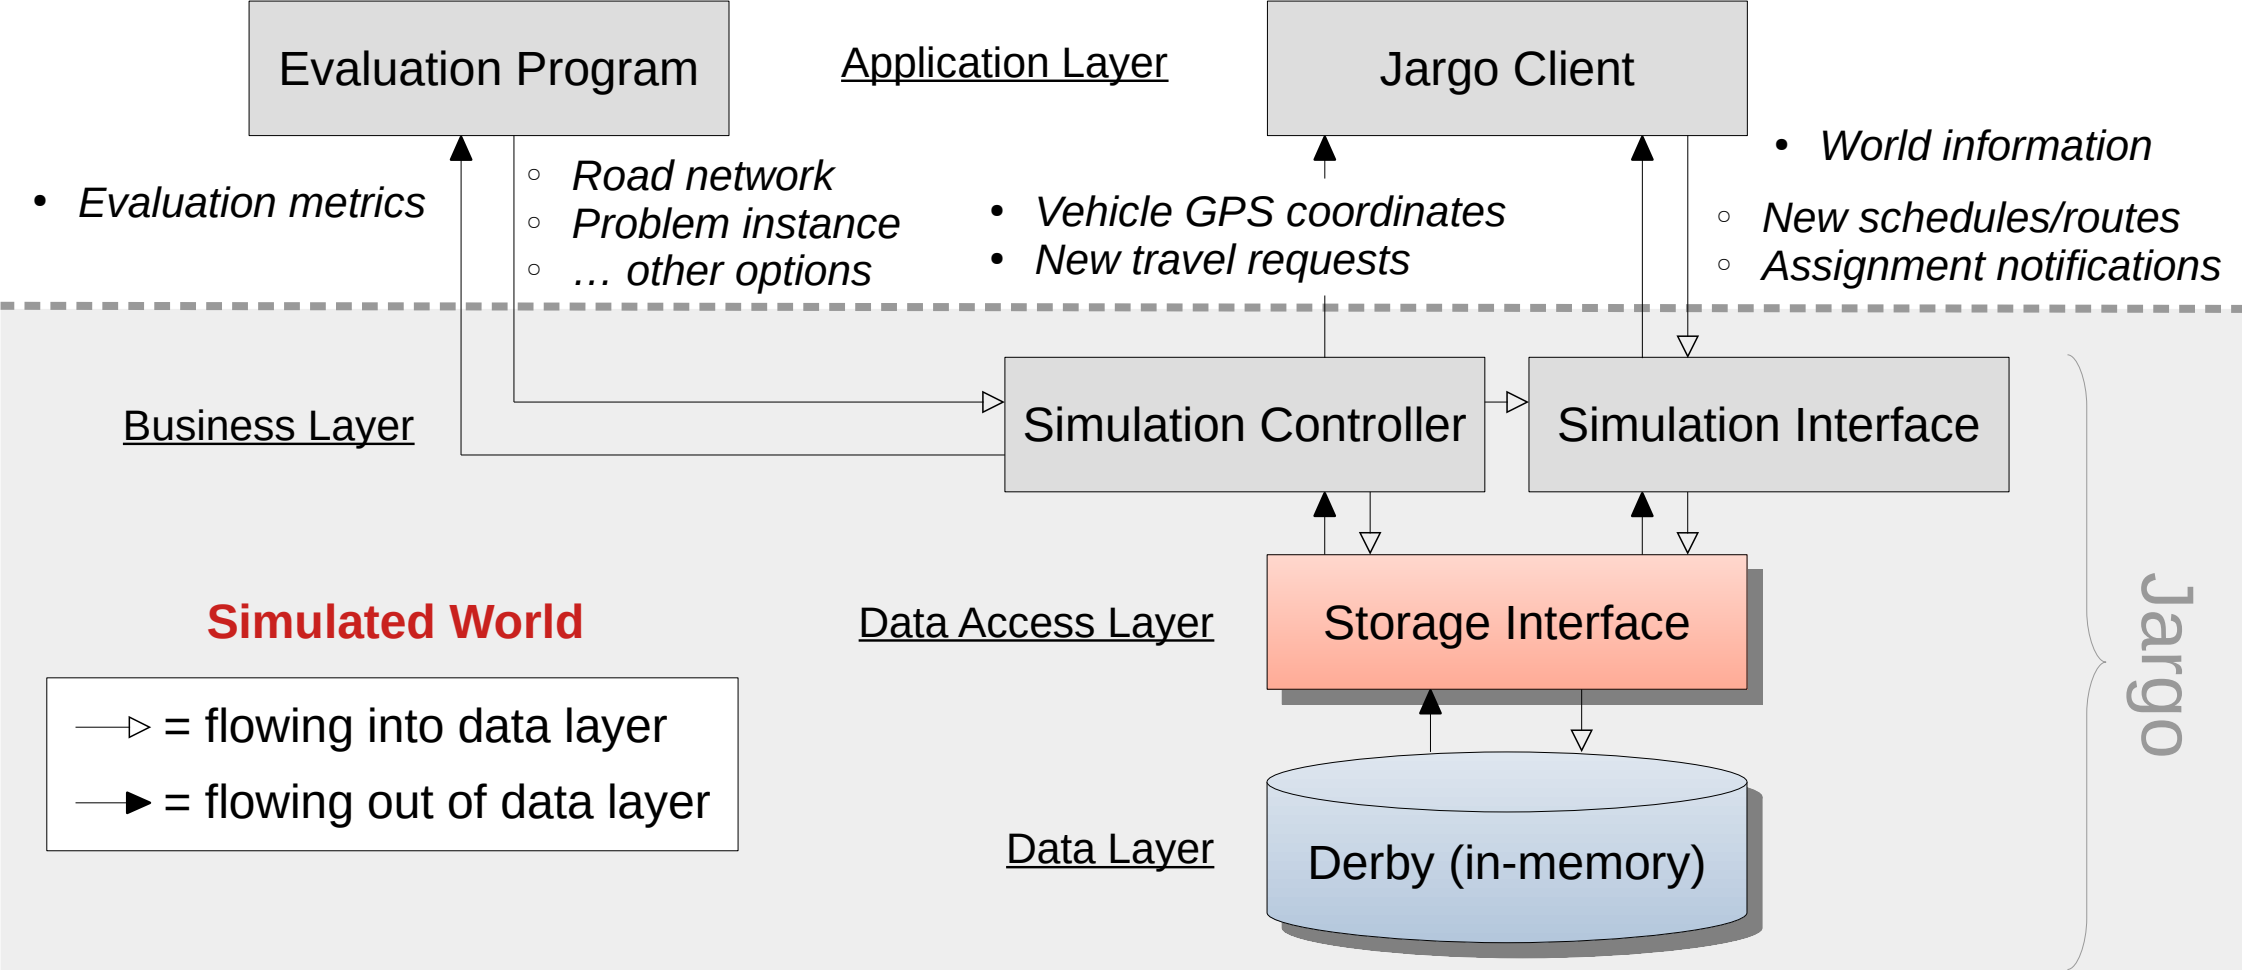 Evaluation Program
Application Layer
Jargo Client
• Evaluation metrics
○ Road network
○ Problem instance
○ … other options
• Vehicle GPS coordinates
• New travel requests
• World information
○ New schedules/routes
○ Assignment notifications
Business Layer
Simulation Controller
Simulation Interface
Simulated World
Data Access Layer
Storage Interface
Jargo
= flowing into data layer
= flowing out of data layer
Data Layer
Derby (in-memory)